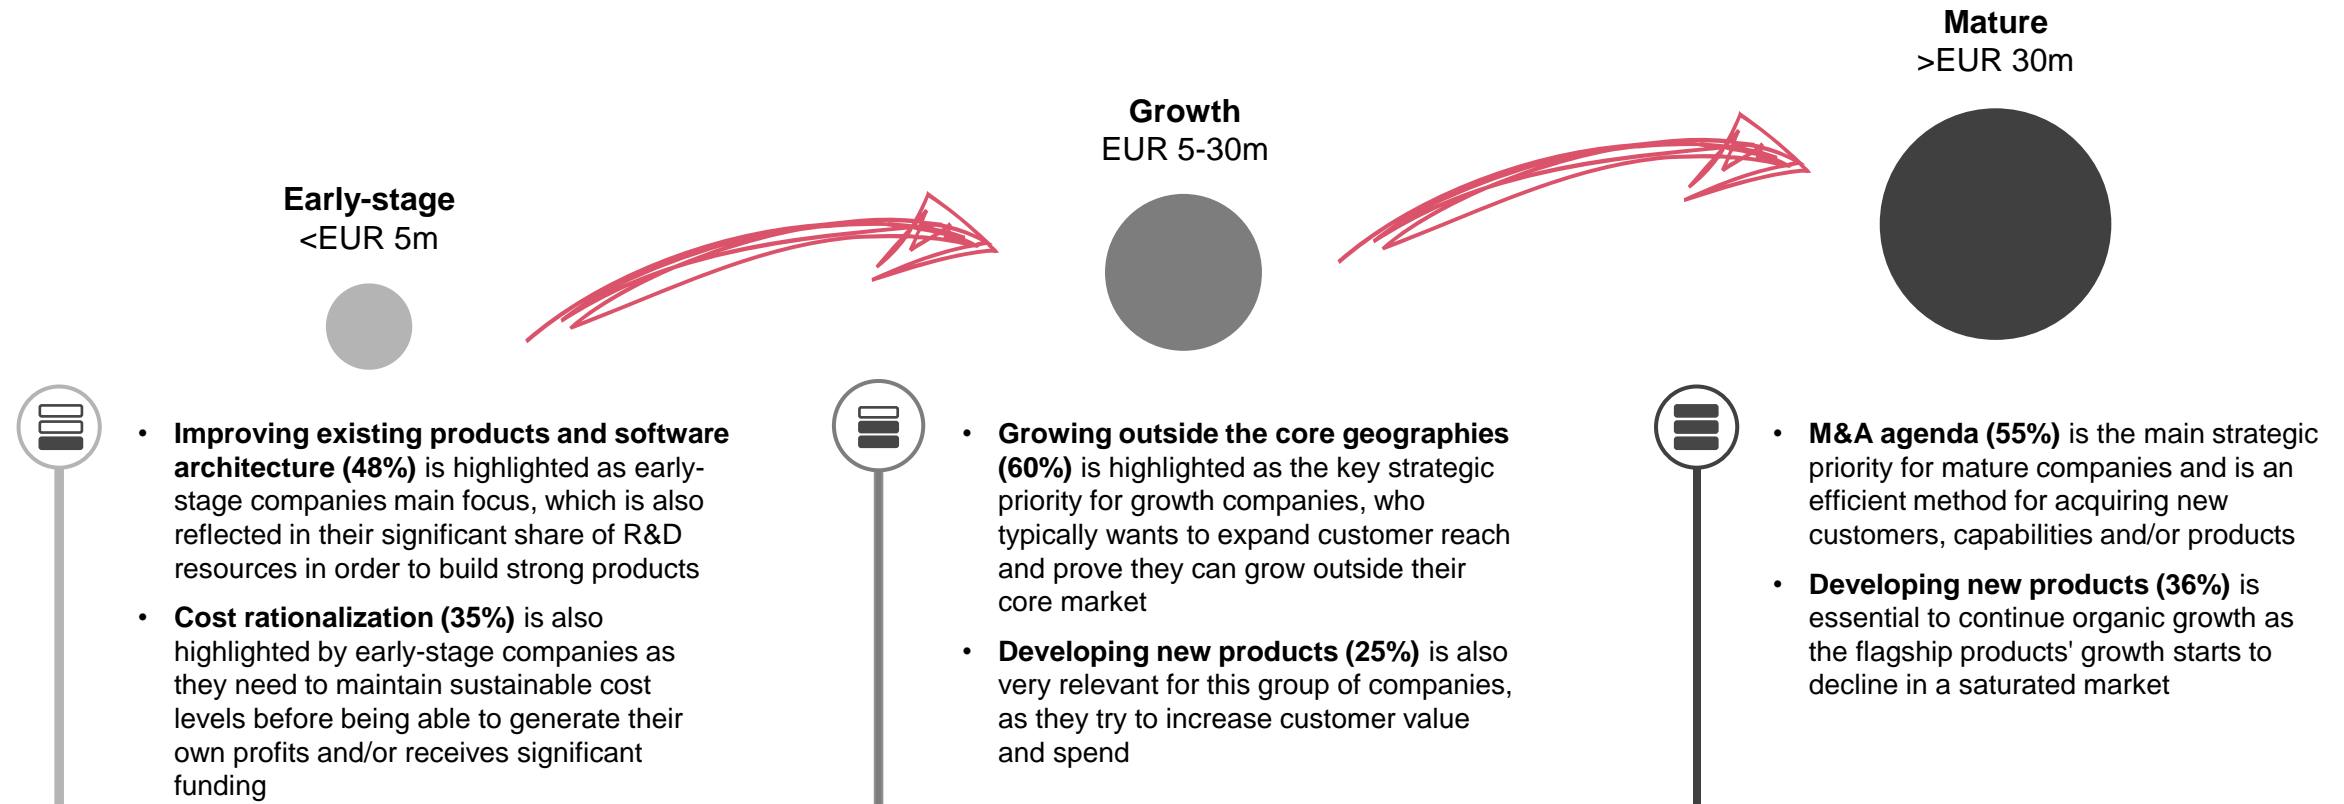 Early-stage
<EUR 5m
• Improving existing products and software
architecture (48%) is highlighted as early-
stage companies main focus, which is also
reflected in their significant share of R&D
resources in order to build strong products
• Cost rationalization (35%) is also
highlighted by early-stage companies as
they need to maintain sustainable cost
levels before being able to generate their
own profits and/or receives significant
funding
Growth
EUR 5-30m
• Growing outside the core geographies
(60%) is highlighted as the key strategic
priority for growth companies, who
typically wants to expand customer reach
and prove they can grow outside their
core market
• Developing new products (25%) is also
very relevant for this group of companies,
as they try to increase customer value
and spend
Mature
>EUR 30m
• M&A agenda (55%) is the main strategic
priority for mature companies and is an
efficient method for acquiring new
customers, capabilities and/or products
• Developing new products (36%) is
essential to continue organic growth as
the flagship products' growth starts to
decline in a saturated market